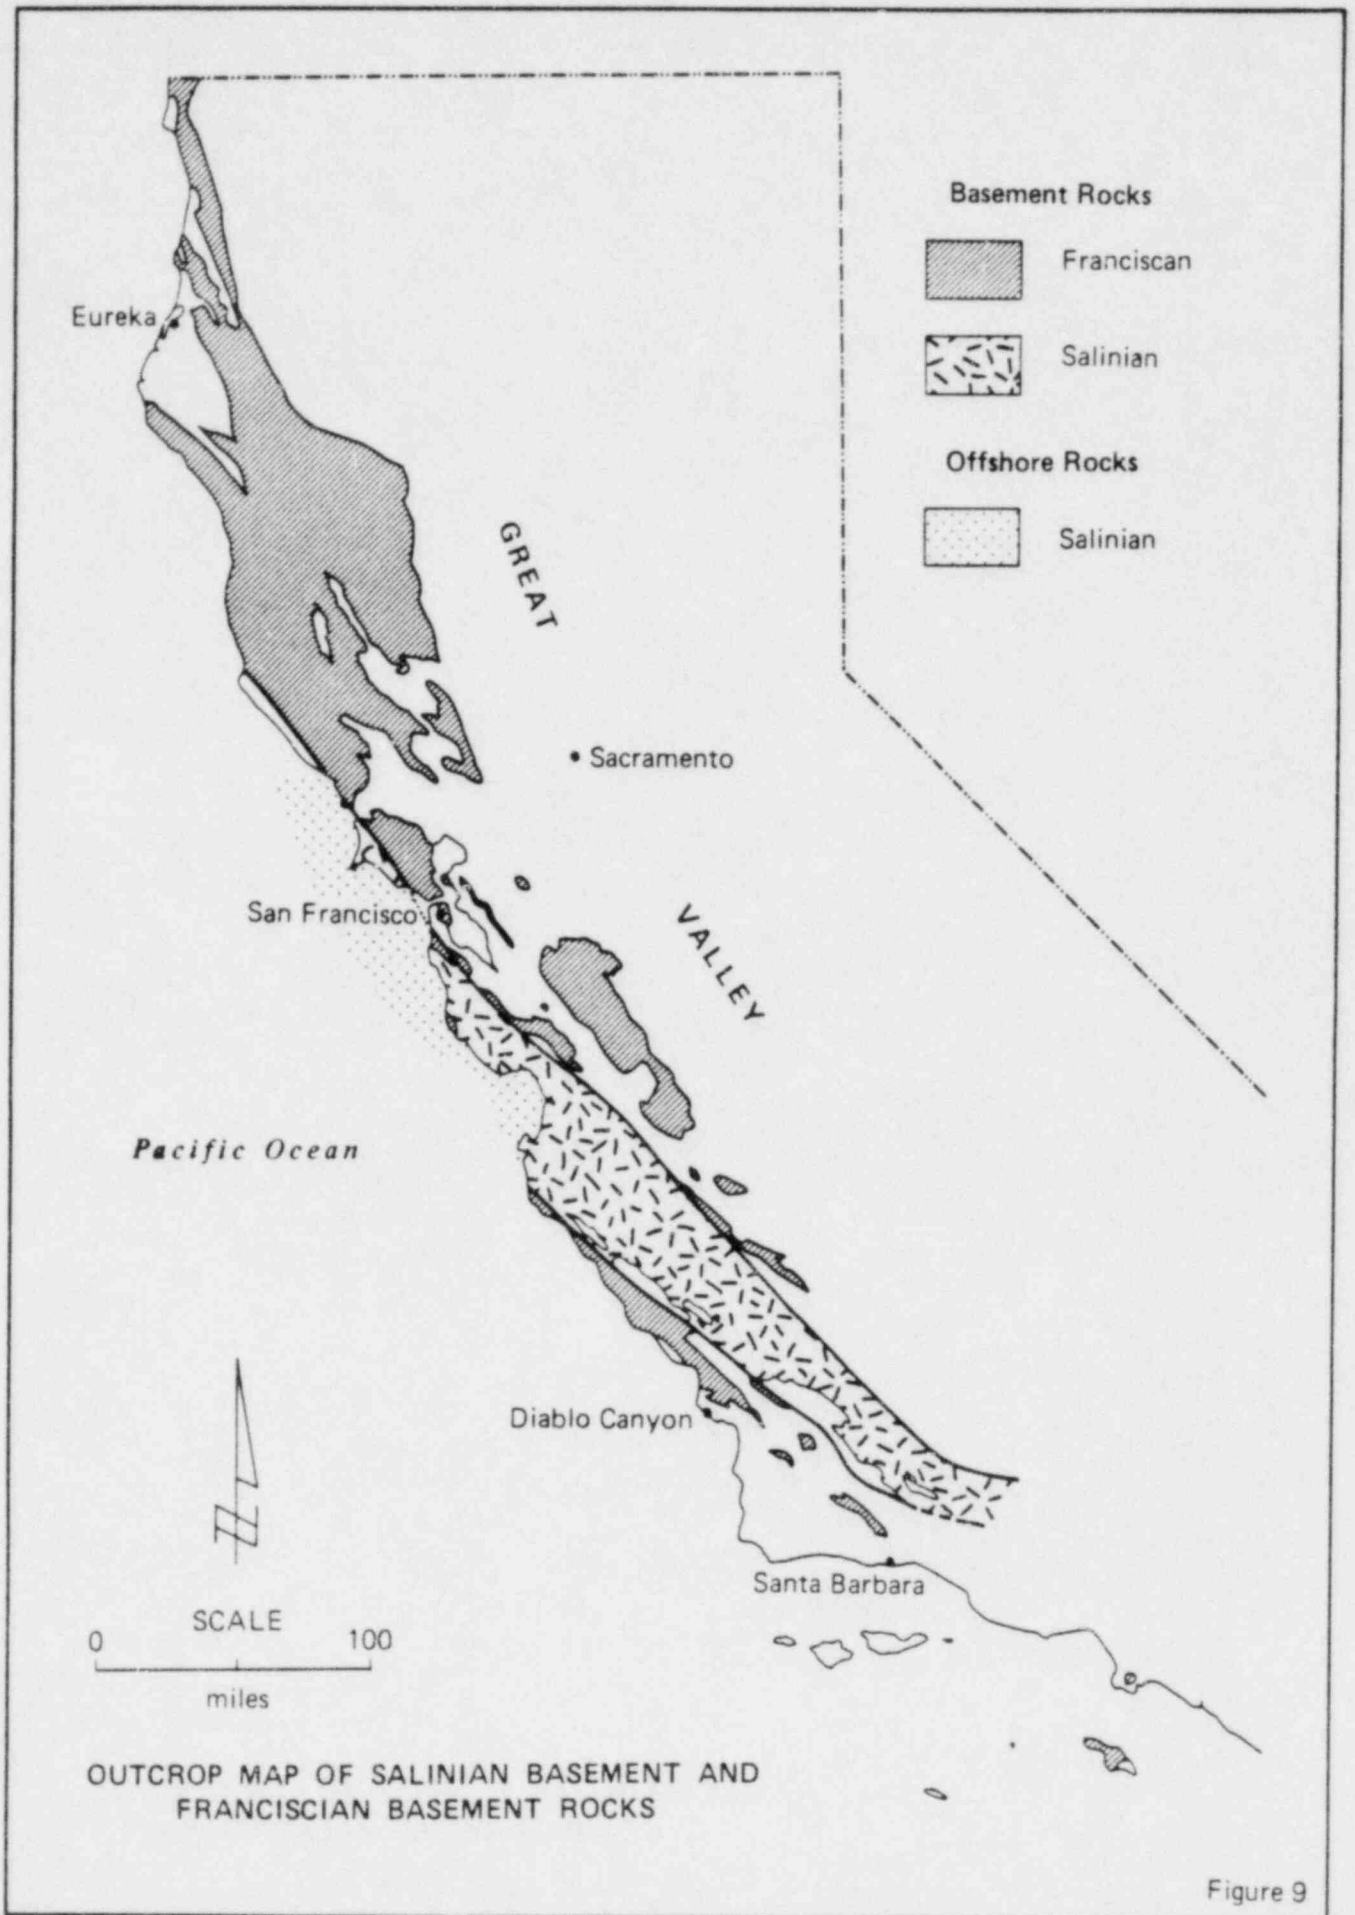 Basement Rocks
Franciscan
Salinian
Offshore Rocks
Salinian
Eureka
GREAT
Sacramento
San Francisco
VALLEY
Pacific Ocean
Diablo Canyon
Santa Barbara
N
SCALE
0 100
miles
OUTCROP MAP OF SALINIAN BASEMENT AND
FRANCISCIAN BASEMENT ROCKS
Figure 9